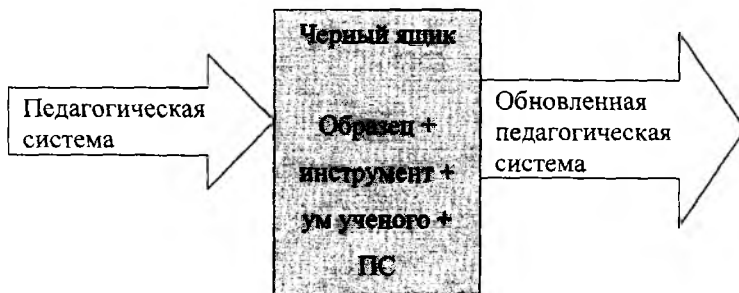 Педагогическая
система
Черный ящик
Образец +
инструмент +
ум ученого +
ПС
Обновленная
педагогическая
система